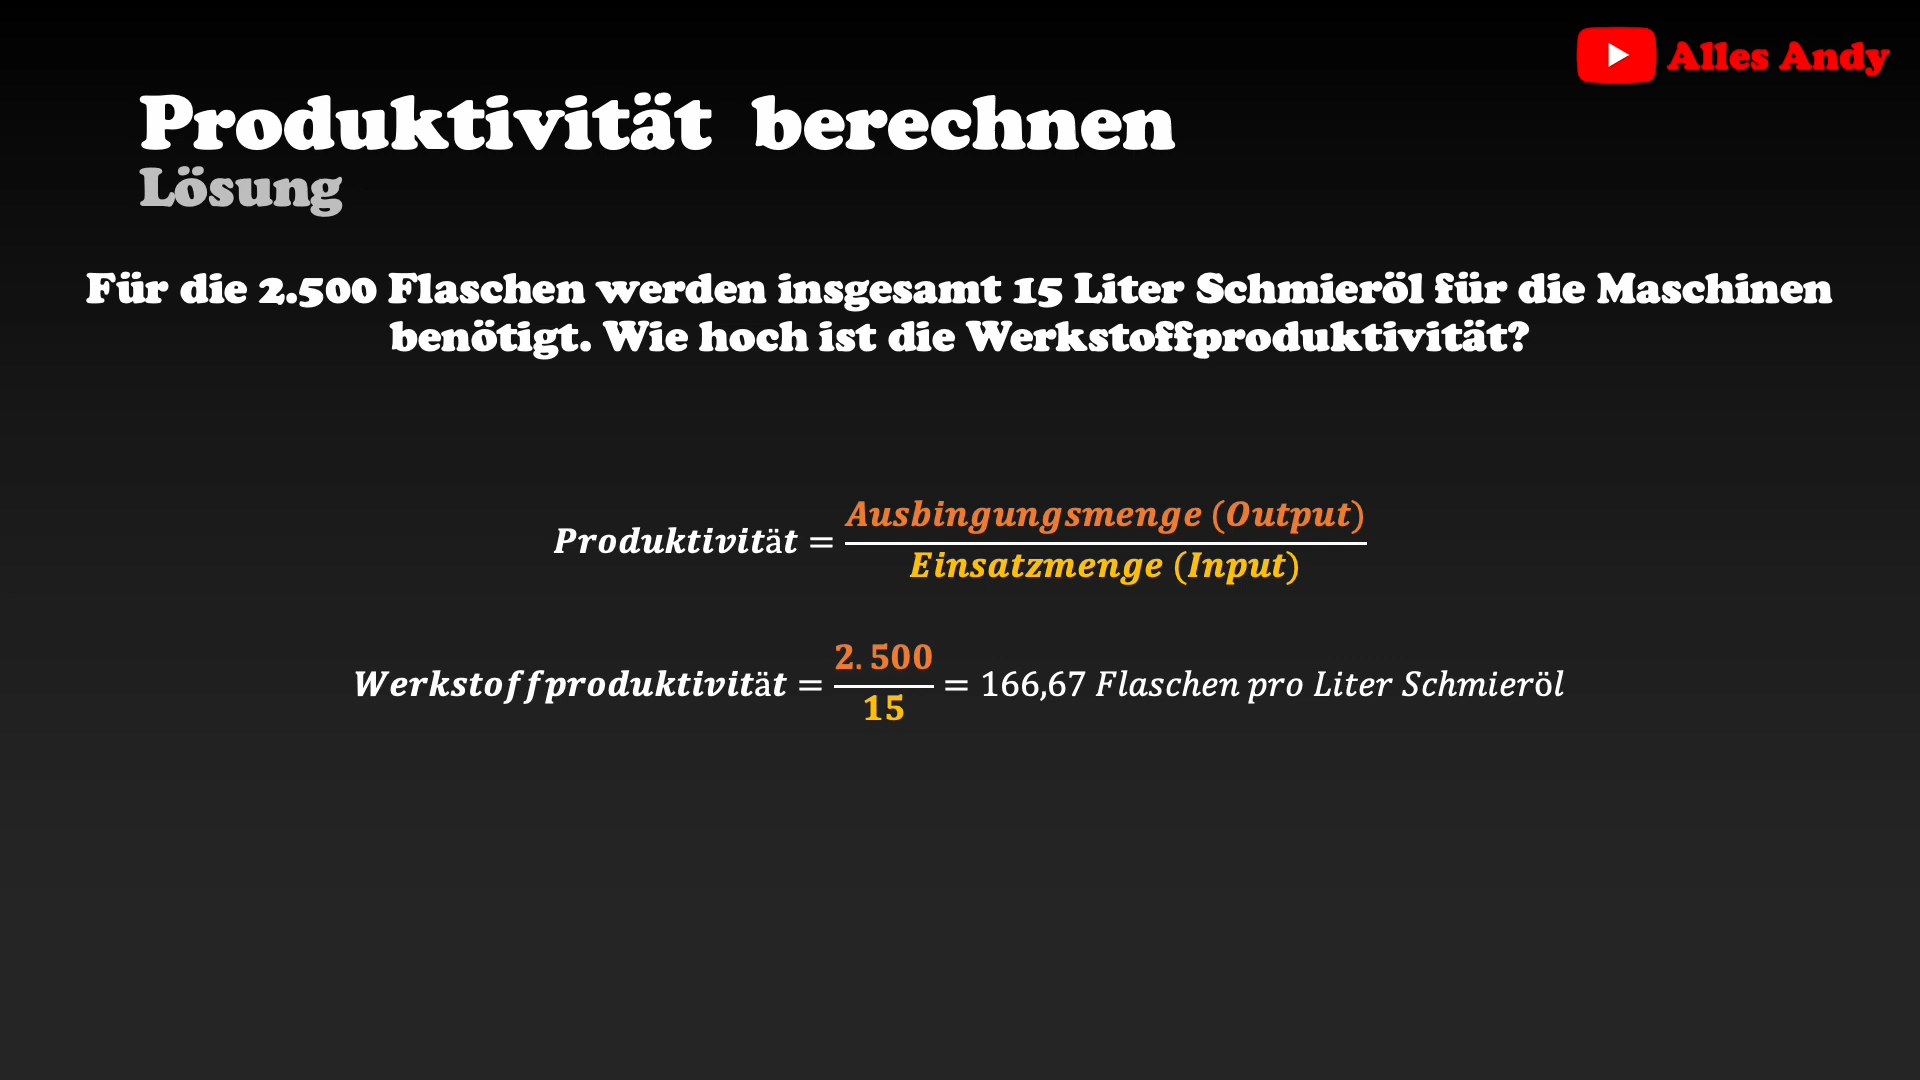 Alles Andy
Produktivität berechnen
Lösung
Für die 2.500 Flaschen werden insgesamt 15 Liter Schmieröl für die Maschinen
benötigt. Wie hoch ist die Werkstoffproduktivität?
Produktivität = Ausbingungsmenge (Output) / Einsatzmenge (Input)
Werkstoffproduktivität = 2.500 / 15 = 166,67 Flaschen pro Liter Schmieröl